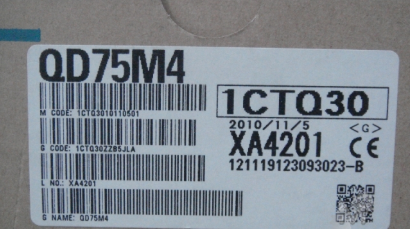 QD75M4
1CTQ30
M CODE: 1CTQ3010110501
2010/11/5 <G>
XA4201 CE
G CODE: 1CTQ30ZZB5JLA
121119123093023-B
L NO.: XA4201
G NAME: QD75M4